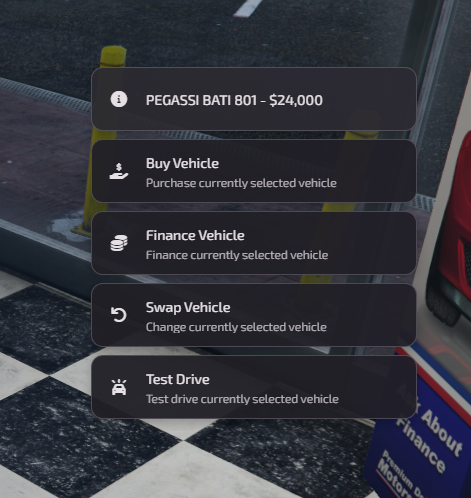 PEGASSI BATI 801 - $24,000
Buy Vehicle
Purchase currently selected vehicle
Finance Vehicle
Finance currently selected vehicle
Swap Vehicle
Change currently selected vehicle
Test Drive
Test drive currently selected vehicle
About
Finance
Premium